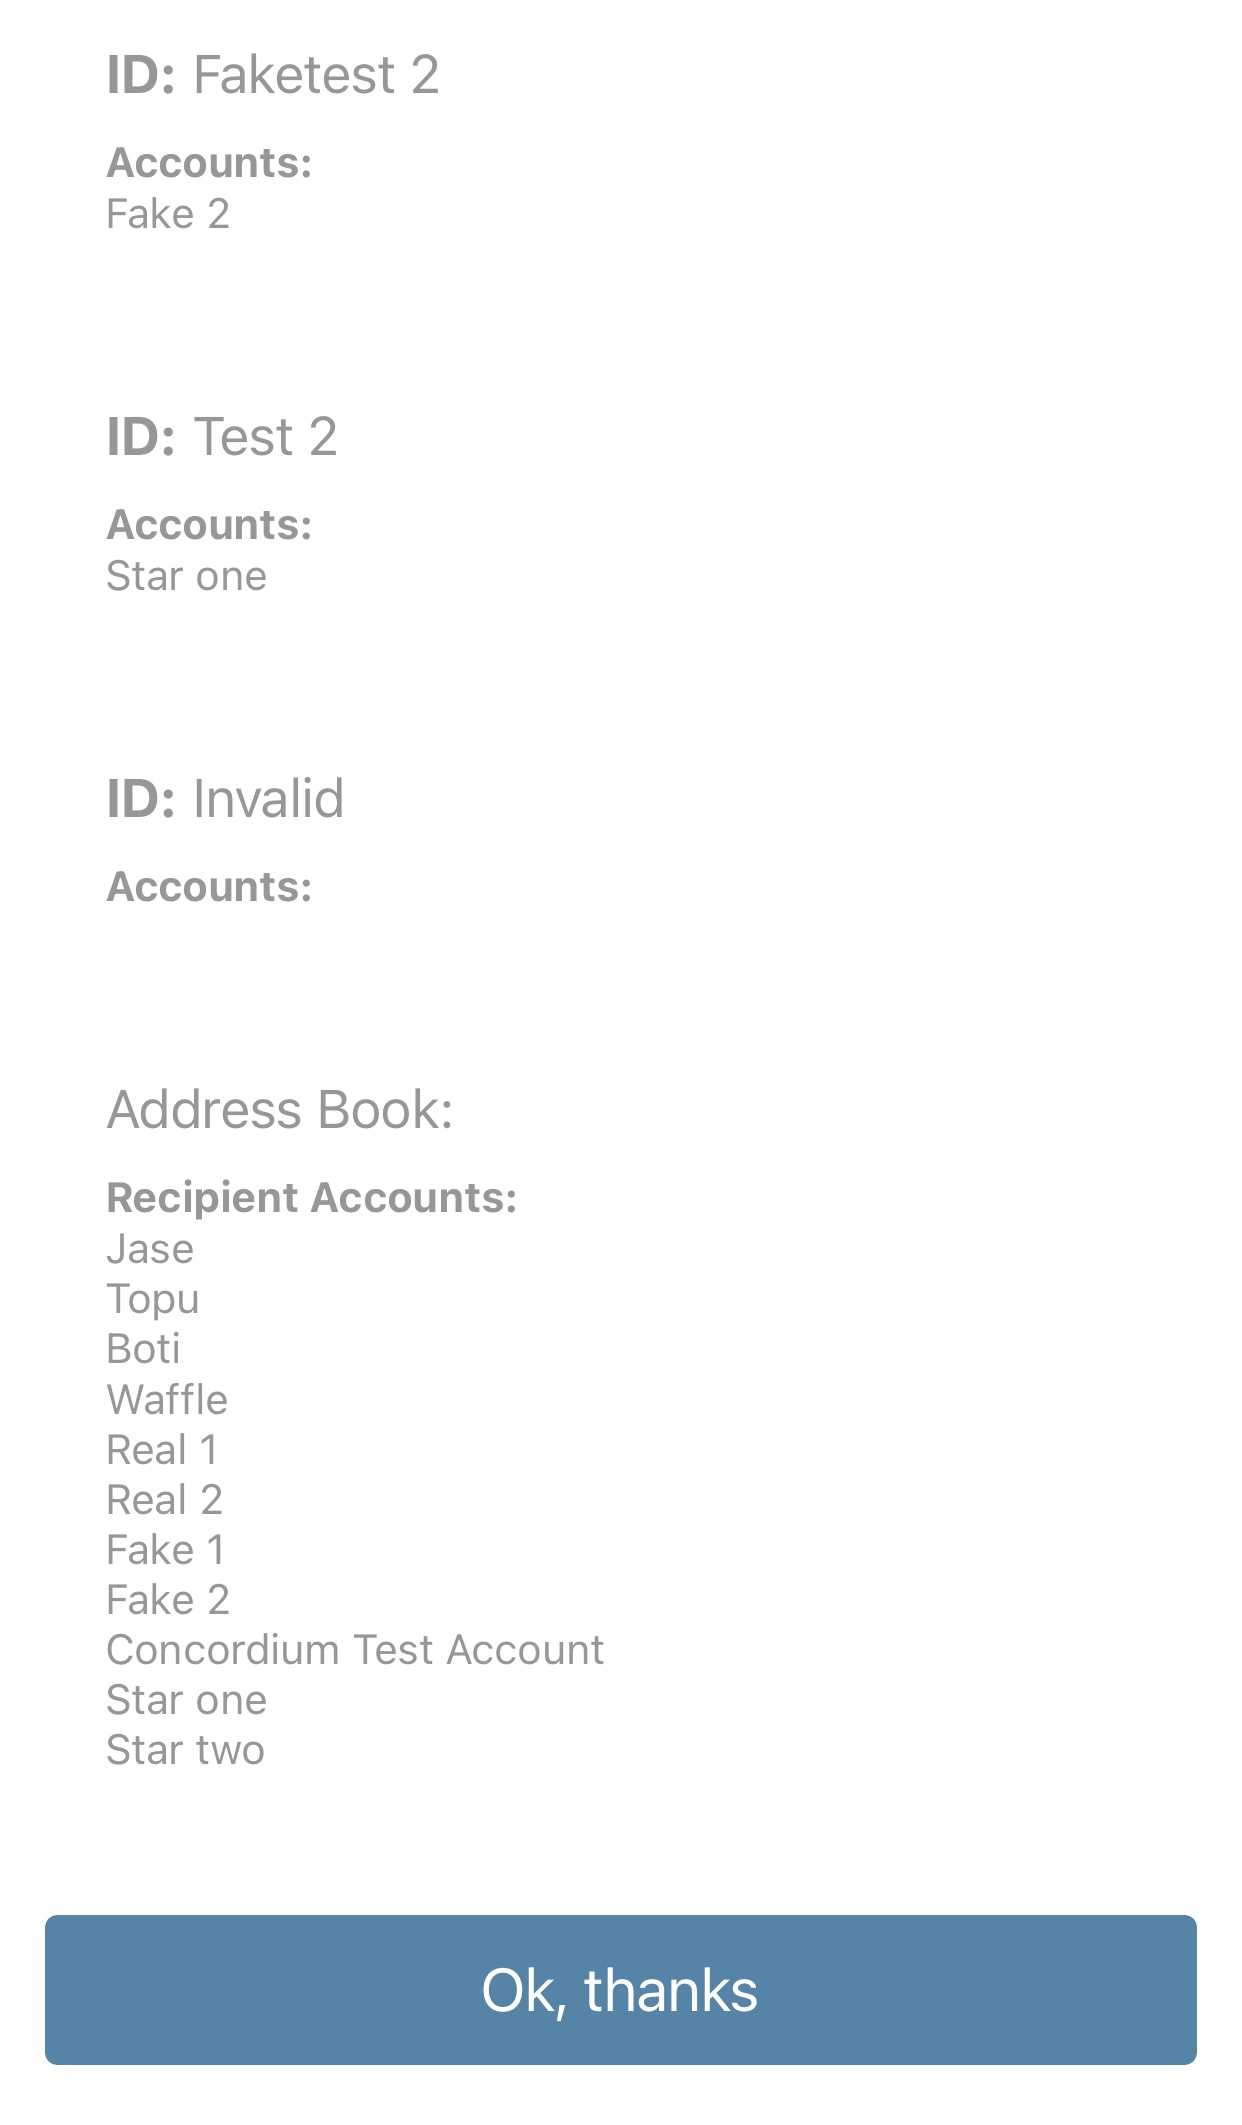 ID: Faketest 2
Accounts:
Fake 2
ID: Test 2
Accounts:
Star one
ID: Invalid
Accounts:
Address Book:
Recipient Accounts:
Jase
Topu
Boti
Waffle
Real 1
Real 2
Fake 1
Fake 2
Concordium Test Account
Star one
Star two
Ok, thanks